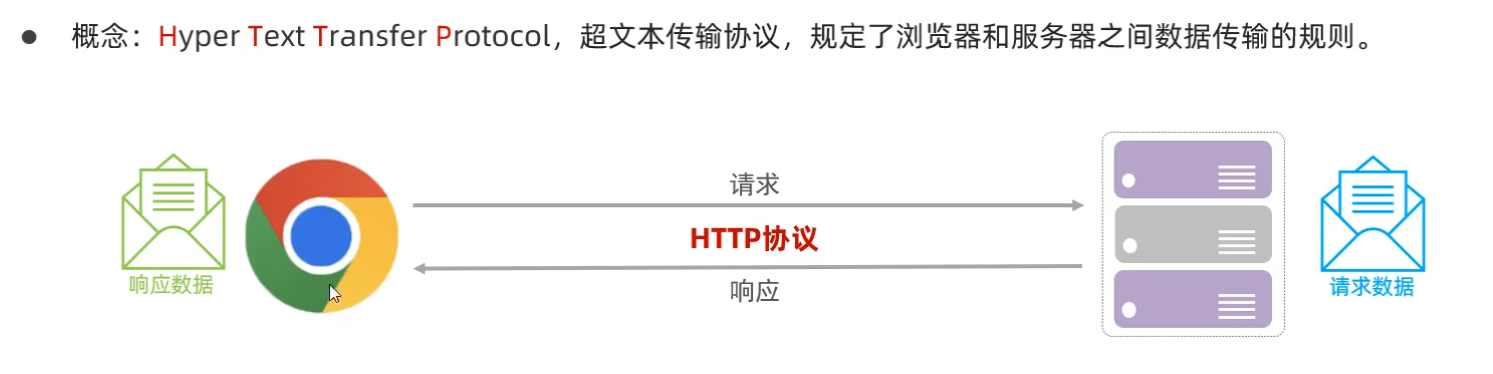 ● 概念：Hyper Text Transfer Protocol，超文本传输协议，规定了浏览器和服务器之间数据传输的规则。
请求
HTTP协议
响应
响应数据
请求数据